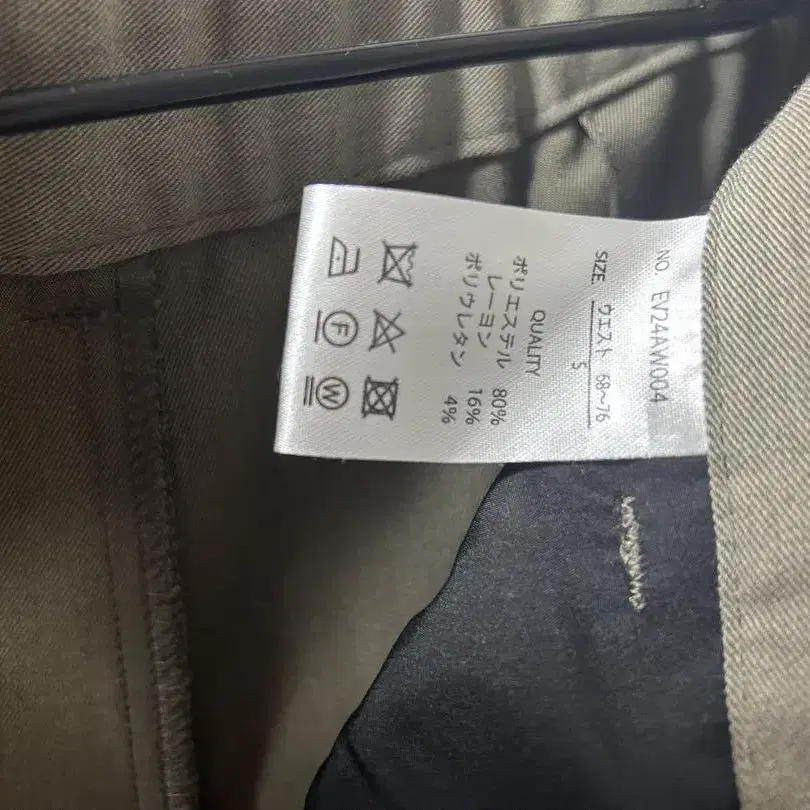 NO. EV24AW004
SIZE ウエスト 68~76
S
QUALITY
ポリエステル 80%
レーヨン 16%
ポリウレタン 4%
F
W